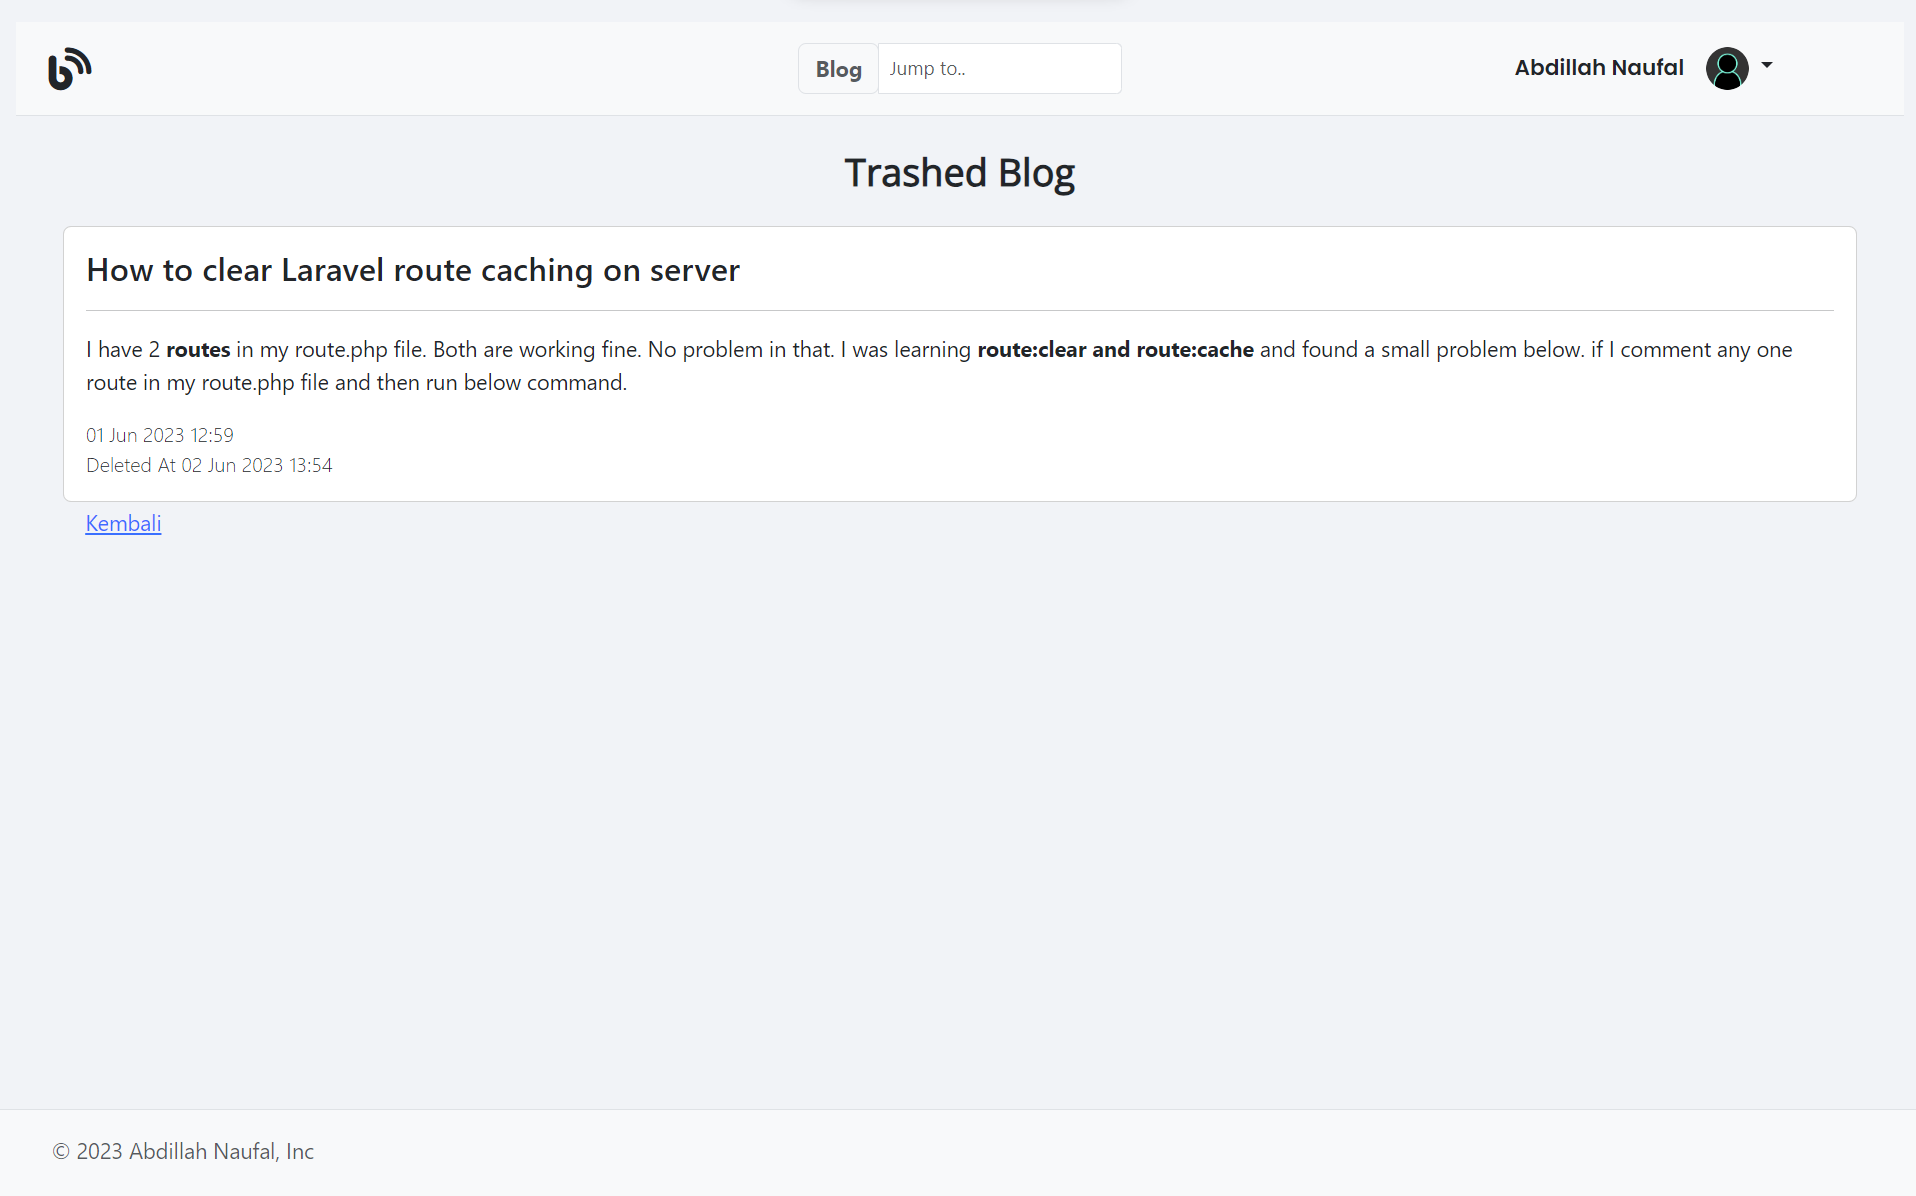 Blog
Jump to..
Abdillah Naufal
Trashed Blog
How to clear Laravel route caching on server
I have 2 routes in my route.php file. Both are working fine. No problem in that. I was learning route:clear and route:cache and found a small problem below. if I comment any one
route in my route.php file and then run below command.
01 Jun 2023 12:59
Deleted At 02 Jun 2023 13:54
Kembali
© 2023 Abdillah Naufal, Inc